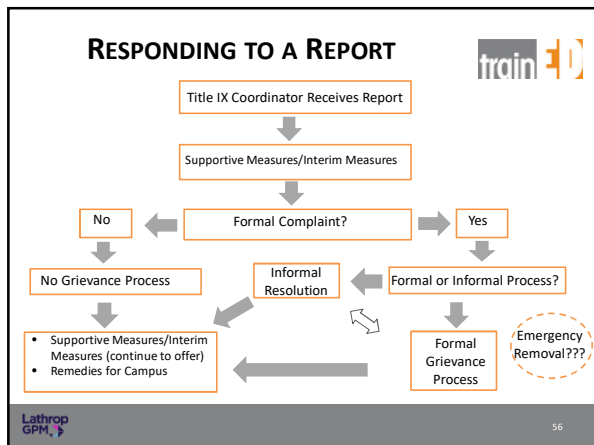 RESPONDING TO A REPORT
trainED
Title IX Coordinator Receives Report
Supportive Measures/Interim Measures
No
Formal Complaint?
Yes
No Grievance Process
Informal
Resolution
Formal or Informal Process?
• Supportive Measures/Interim
Measures (continue to offer)
• Remedies for Campus
Formal
Grievance
Process
Emergency
Removal???
Lathrop
GPM
56